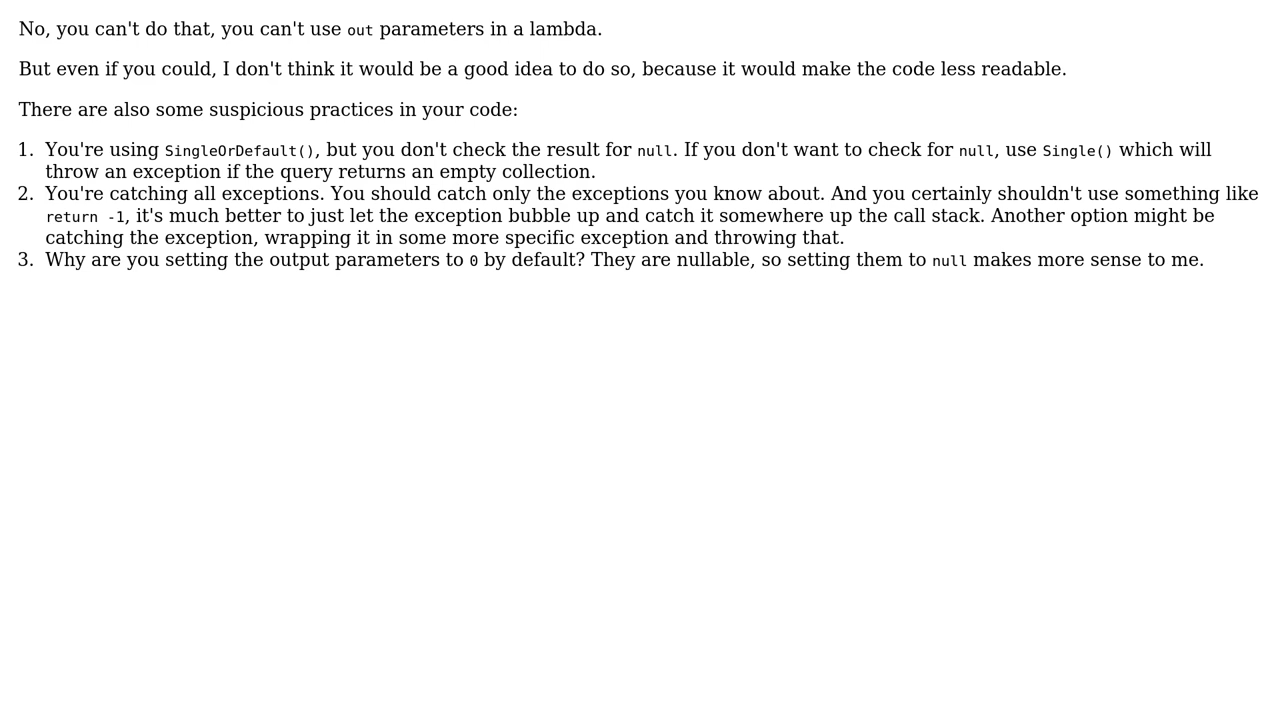 No, you can't do that, you can't use out parameters in a lambda.
But even if you could, I don't think it would be a good idea to do so, because it would make the code less readable.
There are also some suspicious practices in your code:
1. You're using SingleOrDefault(), but you don't check the result for null. If you don't want to check for null, use Single() which will
throw an exception if the query returns an empty collection.
2. You're catching all exceptions. You should catch only the exceptions you know about. And you certainly shouldn't use something like
return -1, it's much better to just let the exception bubble up and catch it somewhere up the call stack. Another option might be
catching the exception, wrapping it in some more specific exception and throwing that.
3. Why are you setting the output parameters to 0 by default? They are nullable, so setting them to null makes more sense to me.